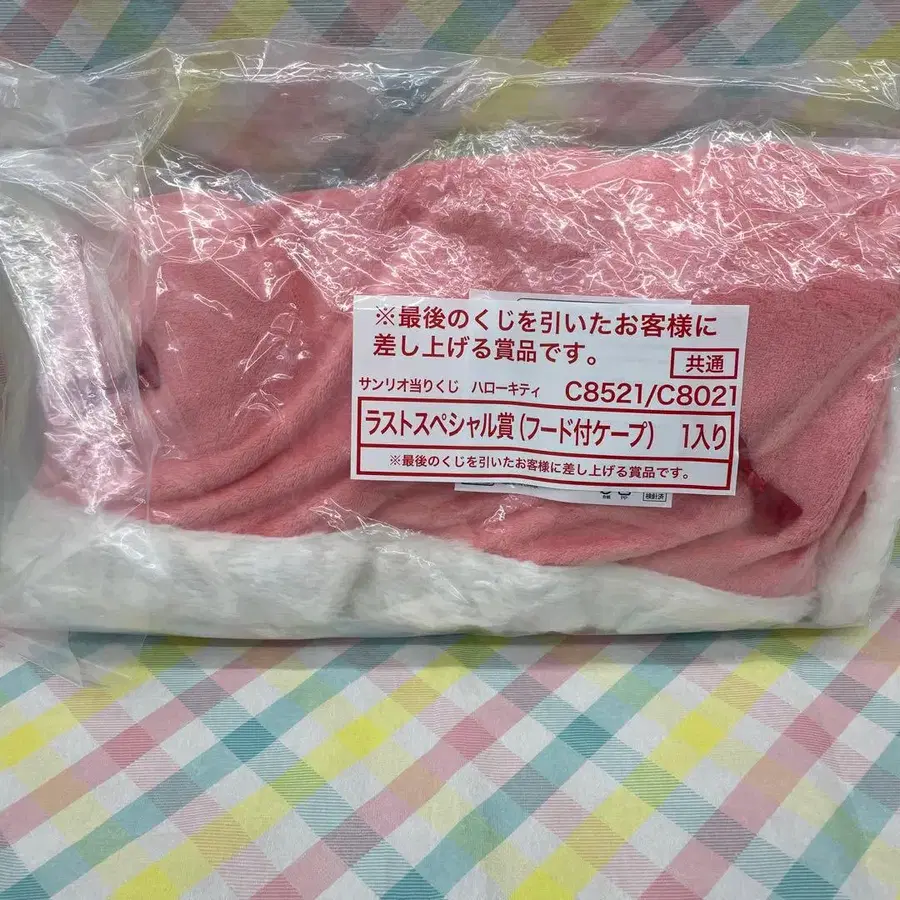 ※最後のくじを引いたお客様に
差し上げる賞品です。
共通
サンリオ当りくじ ハローキティ C8521/C8021
ラストスペシャル賞(フード付ケープ) 1入り
※最後のくじを引いたお客様に差し上げる賞品です。
検針済